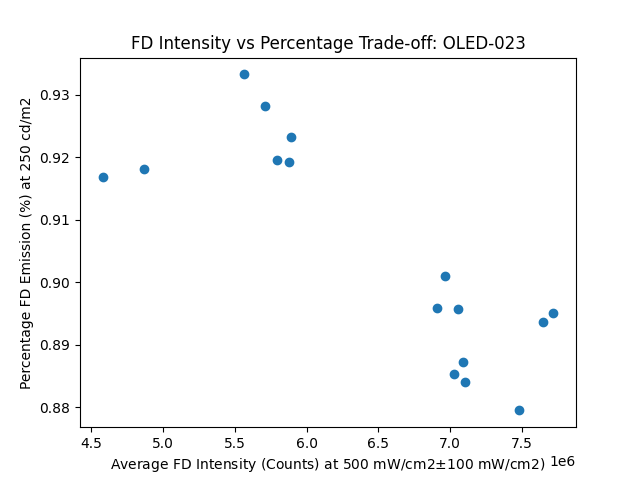 FD Intensity vs Percentage Trade-off: OLED-023
Percentage FD Emission (%) at 250 cd/m2
0.93
0.92
0.91
0.90
0.89
0.88
4.5 5.0 5.5 6.0 6.5 7.0 7.5
1e6
Average FD Intensity (Counts) at 500 mW/cm2±100 mW/cm2)